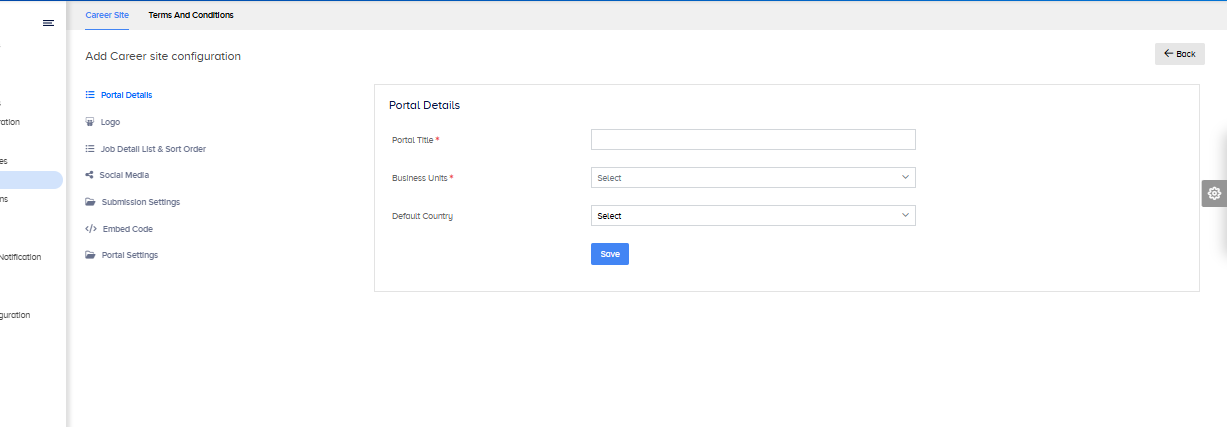 Career Site
Terms And Conditions
Add Career site configuration
Back
Portal Details
Logo
Job Detail List & Sort Order
Social Media
Submission Settings
Embed Code
Portal Settings
Portal Details
Portal Title *
Business Units *
Select
Default Country
Select
Save